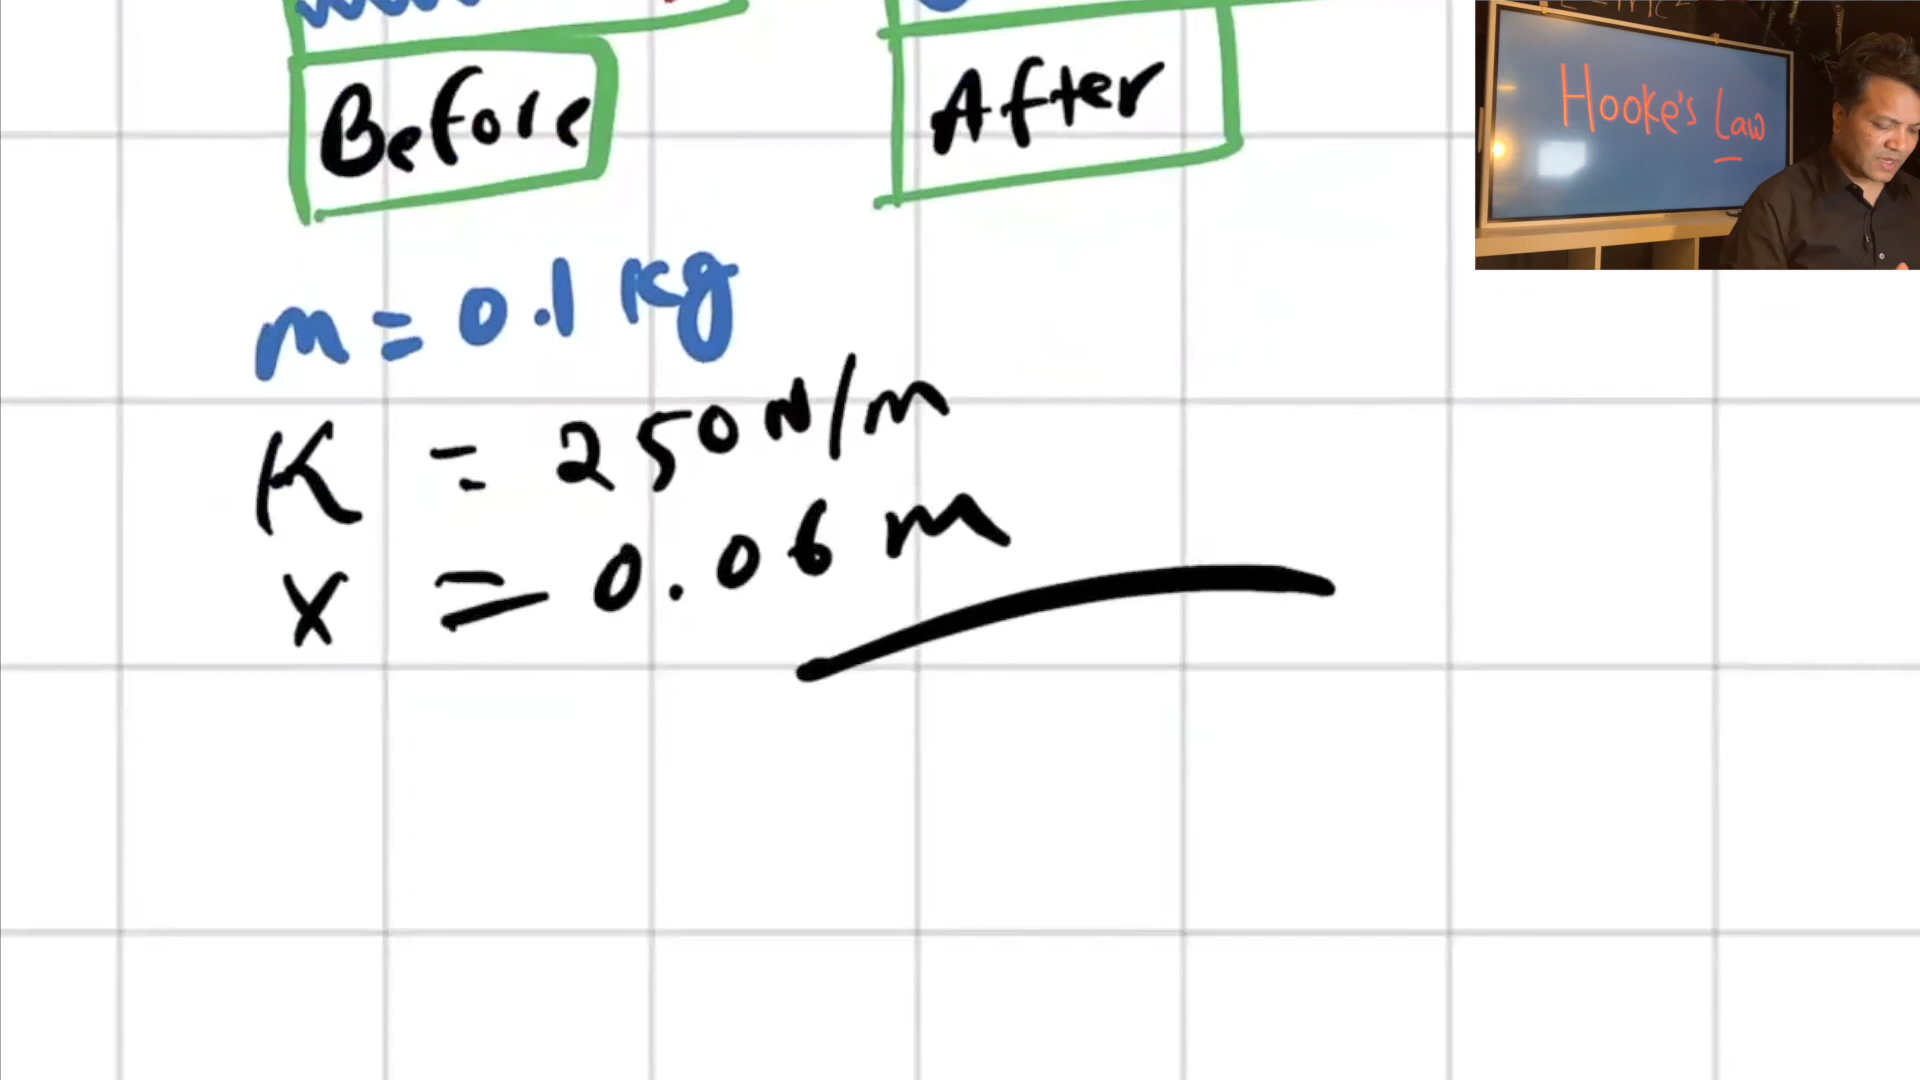 Before
After
Hooke's Law
m = 0.1 kg
K = 250 N/m
x = 0.06 m